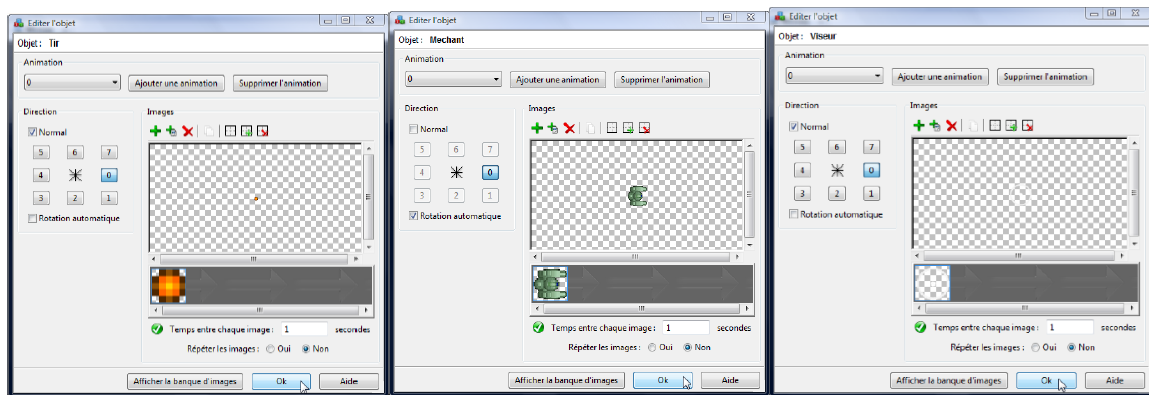 Editer l'objet
Objet : Tir
Animation
0
Ajouter une animation
Supprimer l'animation
Direction
Images
Normal
5 6 7
4 0
3 2 1
Rotation automatique
Temps entre chaque image : 1 secondes
Répéter les images : Oui Non
Afficher la banque d'images
Ok
Aide
Editer l'objet
Objet : Mechant
Animation
0
Ajouter une animation
Supprimer l'animation
Direction
Images
Normal
5 6 7
4 0
3 2 1
Rotation automatique
Temps entre chaque image : 1 secondes
Répéter les images : Oui Non
Afficher la banque d'images
Ok
Aide
Editer l'objet
Objet : Viseur
Animation
0
Ajouter une animation
Supprimer l'animation
Direction
Images
Normal
5 6 7
4 0
3 2 1
Rotation automatique
Temps entre chaque image : 1 secondes
Répéter les images : Oui Non
Afficher la banque d'images
Ok
Aide